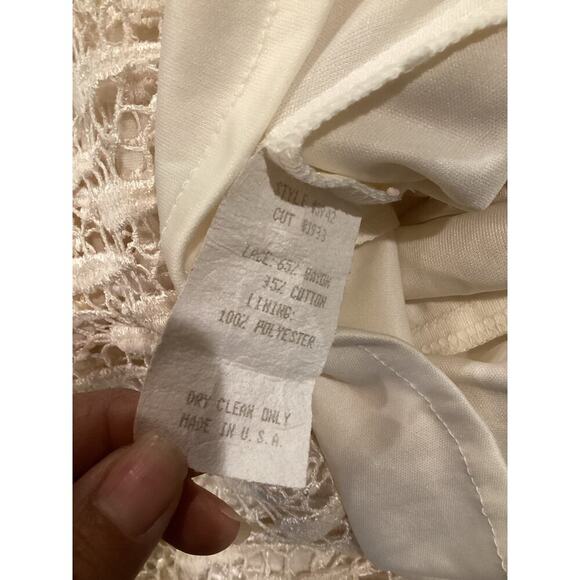 STYLE
CUT
LACE: 65% RAYON
35% COTTON
LINING:
100% POLYESTER
DRY CLEAN ONLY
MADE IN U.S.A.